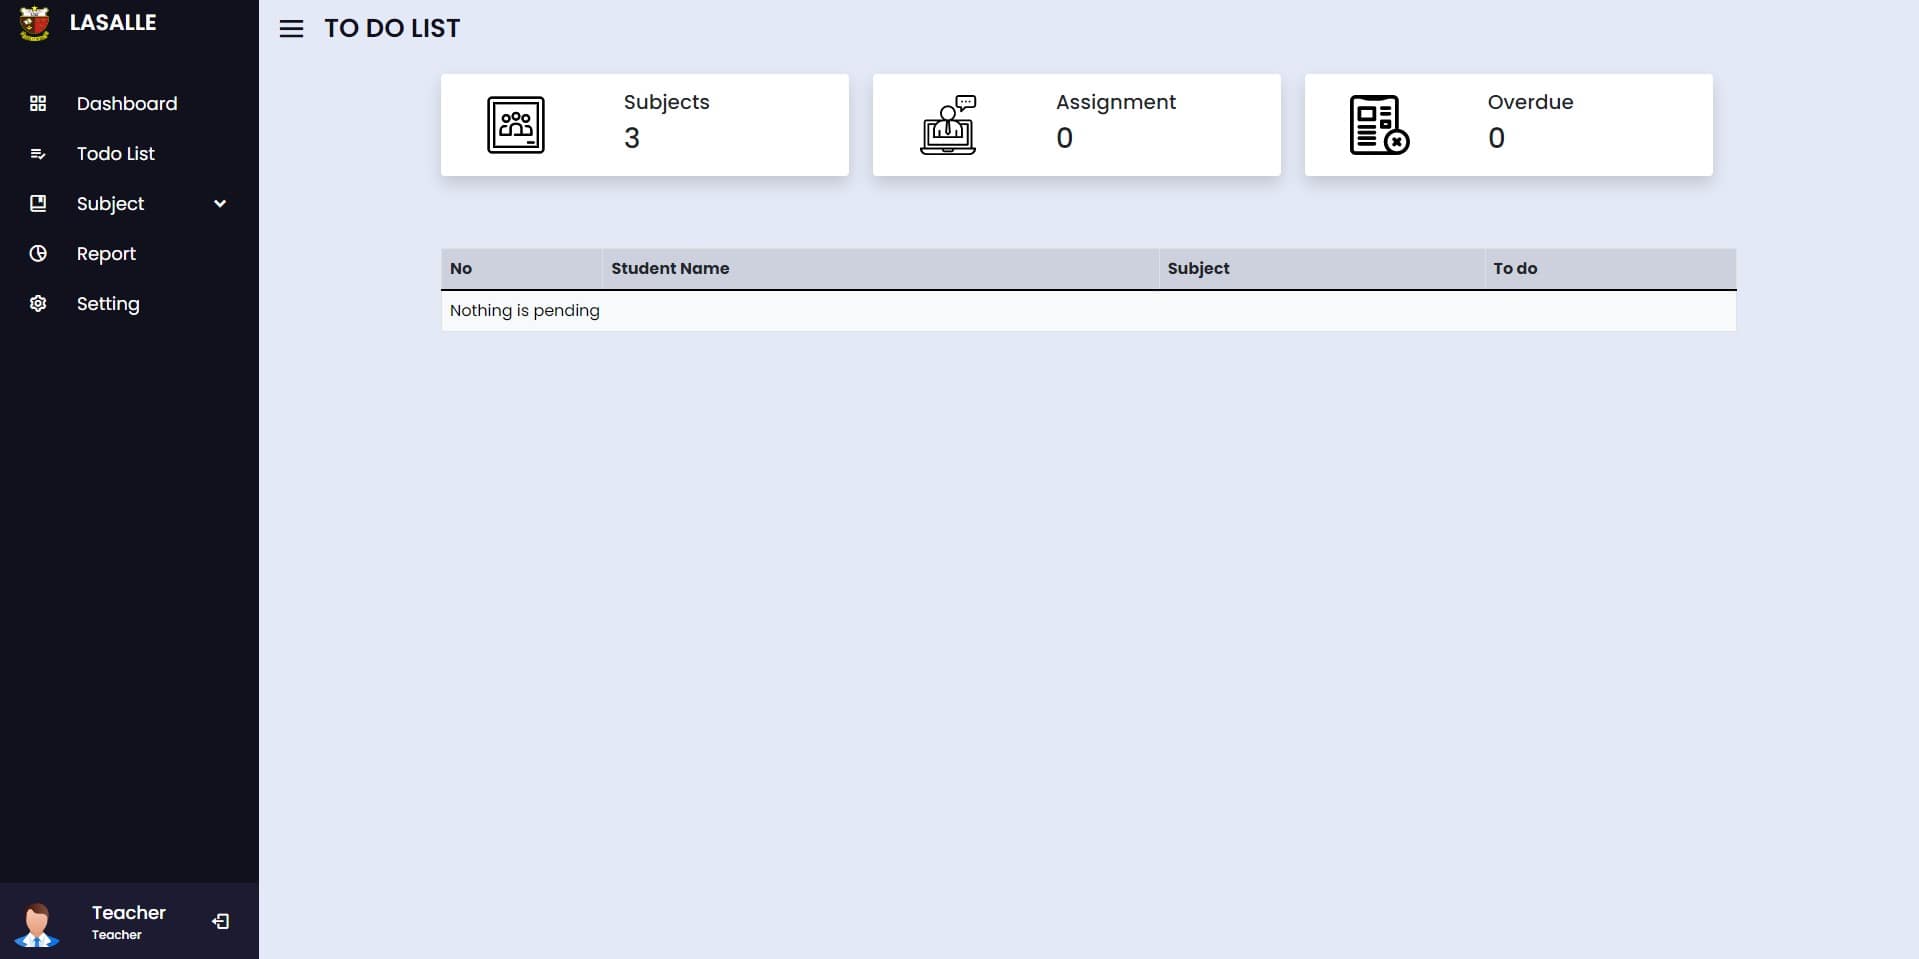 LASALLE
TO DO LIST
Dashboard
Todo List
Subject
Report
Setting
Subjects
3
Assignment
0
Overdue
0
No Student Name Subject To do
Nothing is pending
Teacher
Teacher